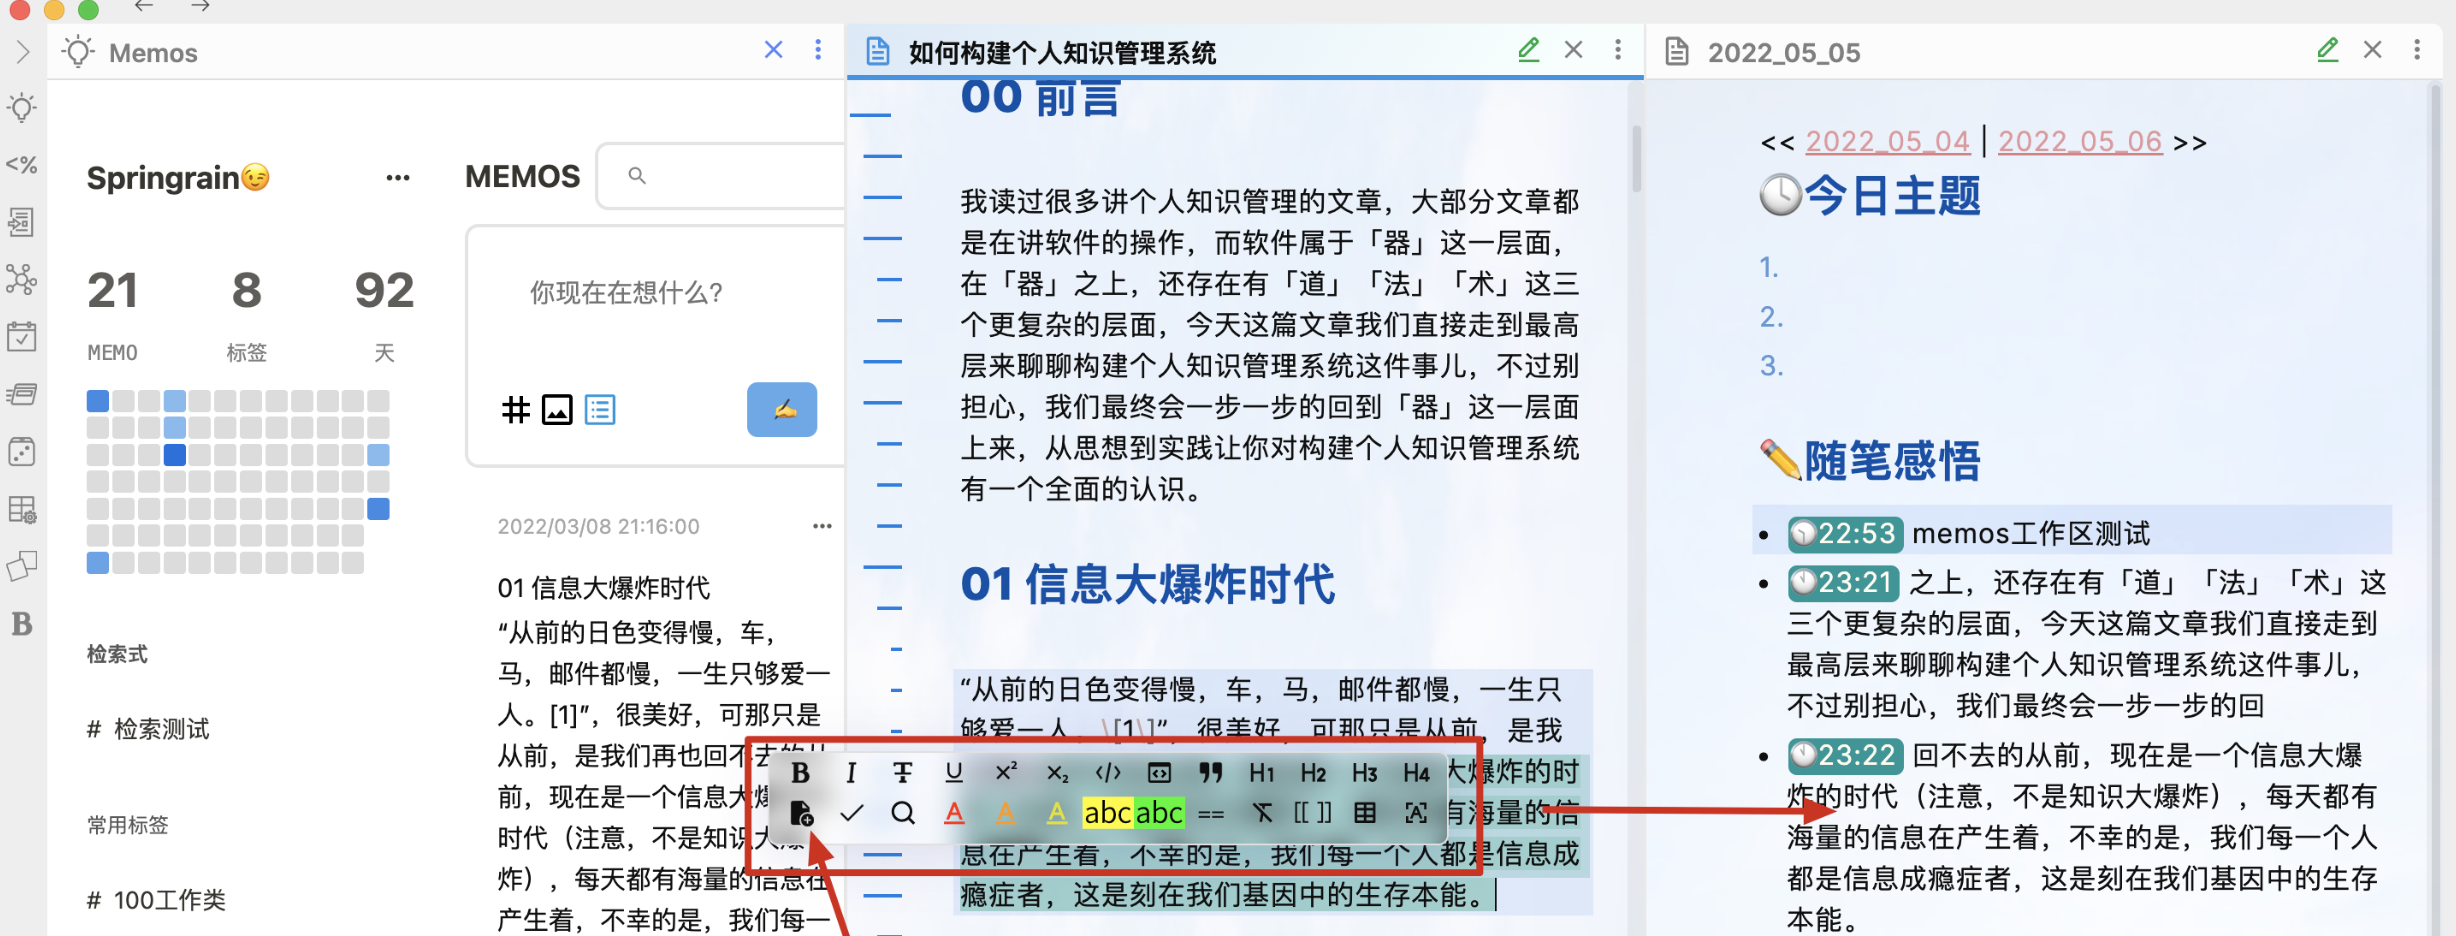 Memos
Springrain😉
21
8
92
MEMO
标签
天
检索式
# 检索测试
常用标签
# 100工作类
MEMOS
你现在在想什么?
2022/03/08 21:16:00
01 信息大爆炸时代
“从前的日色变得慢，车，
马，邮件都慢，一生只够爱一
人。[1]”，很美好，可那只是
从前，是我们再也回不去的从
前，现在是一个信息大
时代（注意，不是知识大爆
炸），每天都有海量的信息在
产生着，不幸的是，我们每一
如何构建个人知识管理系统
00 前言
我读过很多讲个人知识管理的文章，大部分文章都
是在讲软件的操作，而软件属于「器」这一层面，
在「器」之上，还存在有「道」「法」「术」这三
个更复杂的层面，今天这篇文章我们直接走到最高
层来聊聊构建个人知识管理系统这件事儿，不过别
担心，我们最终会一步一步的回到「器」这一层面
上来，从思想到实践让你对构建个人知识管理系统
有一个全面的认识。
01 信息大爆炸时代
“从前的日色变得慢，车，马，邮件都慢，一生只
够爱一人。\[1\]”，很美好，可那只是从前，是我
大爆炸的时
有海量的信
息在产生着，不幸的是，我们每一个人都是信息成
瘾症者，这是刻在我们基因中的生存本能。
B I T U X² X₂ </> H1 H2 H3 H4
A A A abc abc == [[ ]]
2022_05_05
<< 2022_05_04 | 2022_05_06 >>
🕒今日主题
1.
2.
3.
✏️随笔感悟
22:53 memos工作区测试
23:21 之上，还存在有「道」「法」「术」这
三个更复杂的层面，今天这篇文章我们直接走到
最高层来聊聊构建个人知识管理系统这件事儿，
不过别担心，我们最终会一步一步的回
23:22 回不去的从前，现在是一个信息大爆
炸的时代（注意，不是知识大爆炸），每天都有
海量的信息在产生着，不幸的是，我们每一个人
都是信息成瘾症者，这是刻在我们基因中的生存
本能。
<%
B